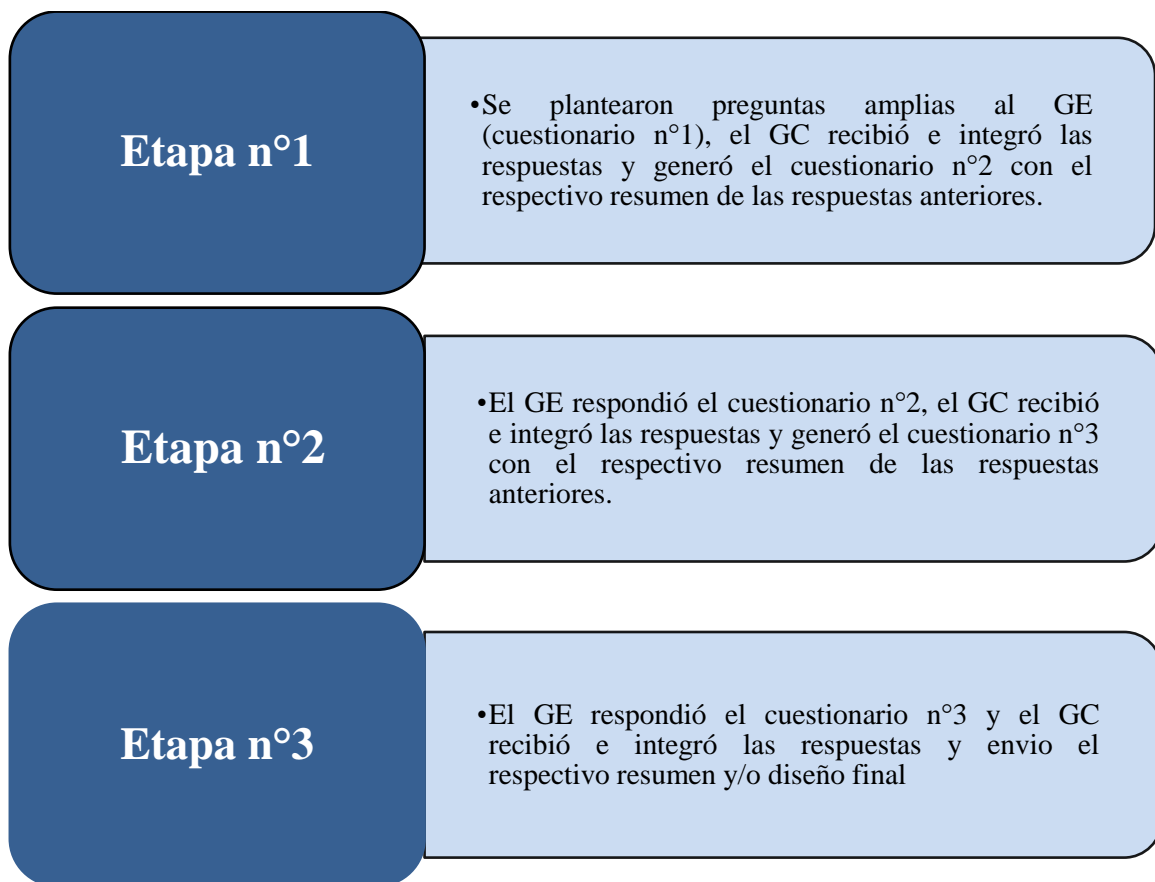 Etapa n°1
•Se plantearon preguntas amplias al GE
(cuestionario n°1), el GC recibió e integró las
respuestas y generó el cuestionario n°2 con el
respectivo resumen de las respuestas anteriores.
Etapa n°2
•El GE respondió el cuestionario n°2, el GC recibió
e integró las respuestas y generó el cuestionario n°3
con el respectivo resumen de las respuestas
anteriores.
Etapa n°3
•El GE respondió el cuestionario n°3 y el GC
recibió e integró las respuestas y envio el
respectivo resumen y/o diseño final